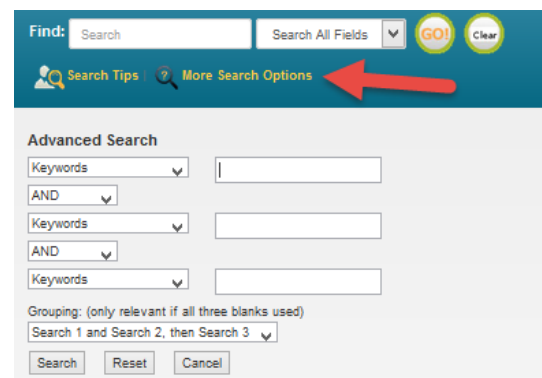 Find: Search Search All Fields GO! Clear
Search Tips | ? More Search Options
Advanced Search
Keywords
AND
Keywords
AND
Keywords
Grouping: (only relevant if all three blanks used)
Search 1 and Search 2, then Search 3
Search Reset Cancel